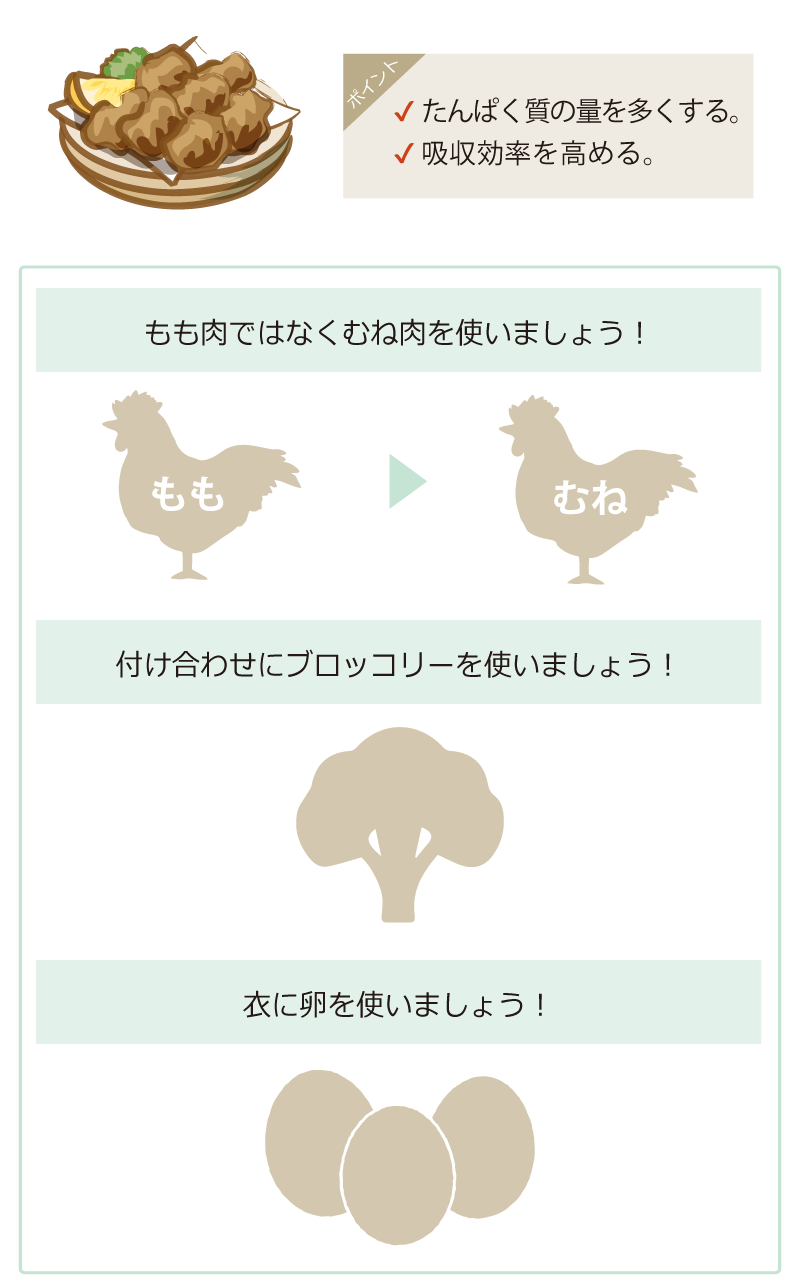 ポイント
✓ たんぱく質の量を多くする。
✓ 吸収効率を高める。
もも肉ではなくむね肉を使いましょう！
もも
むね
付け合わせにブロッコリーを使いましょう！
衣に卵を使いましょう！